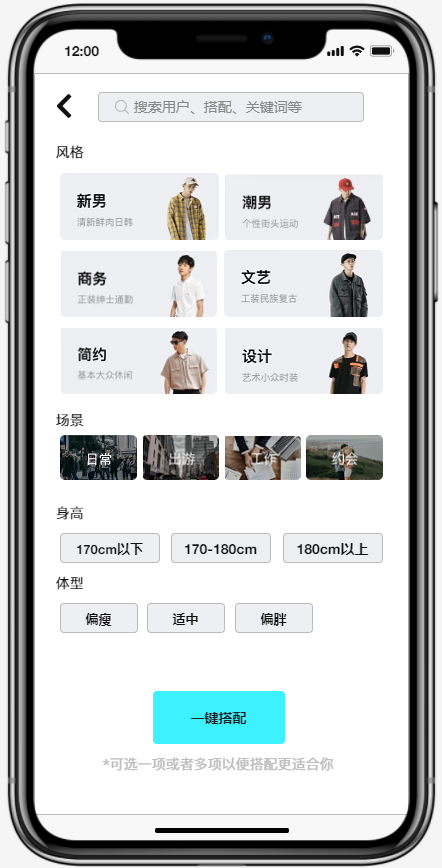 12:00
搜索用户、搭配、关键词等
风格
新男
清新鲜肉日韩
潮男
个性街头运动
商务
正装绅士通勤
文艺
工装民族复古
简约
基本大众休闲
设计
艺术小众时装
场景
日常 出游 工作 约会
身高
170cm以下 170-180cm 180cm以上
体型
偏瘦 适中 偏胖
一键搭配
*可选一项或者多项以便搭配更适合你